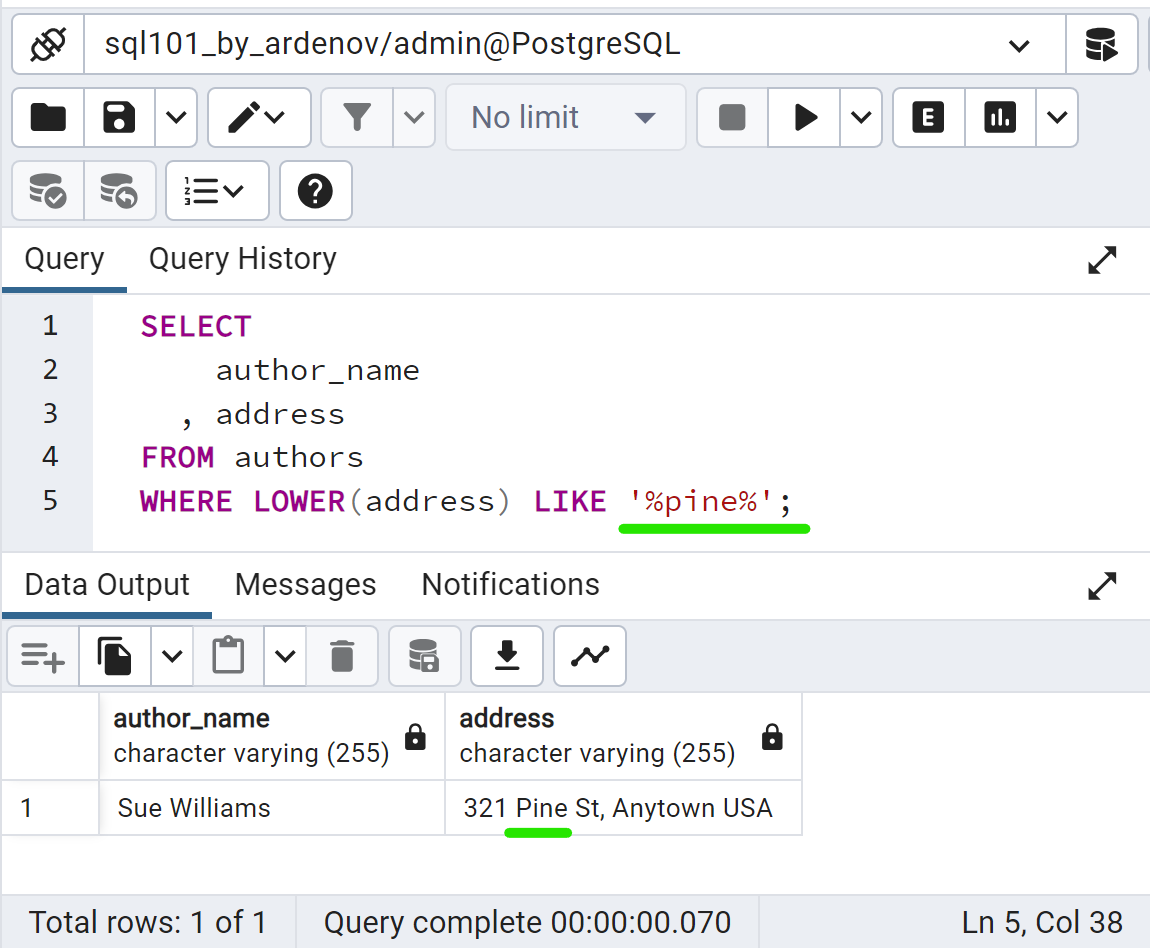 sql101_by_ardenov/admin@PostgreSQL
No limit
E
1
2
3
?
Query Query History
1 SELECT
2 author_name
3 , address
4 FROM authors
5 WHERE LOWER(address) LIKE '%pine%';
Data Output Messages Notifications
author_name address
character varying (255) character varying (255)
1 Sue Williams 321 Pine St, Anytown USA
Total rows: 1 of 1 Query complete 00:00:00.070 Ln 5, Col 38